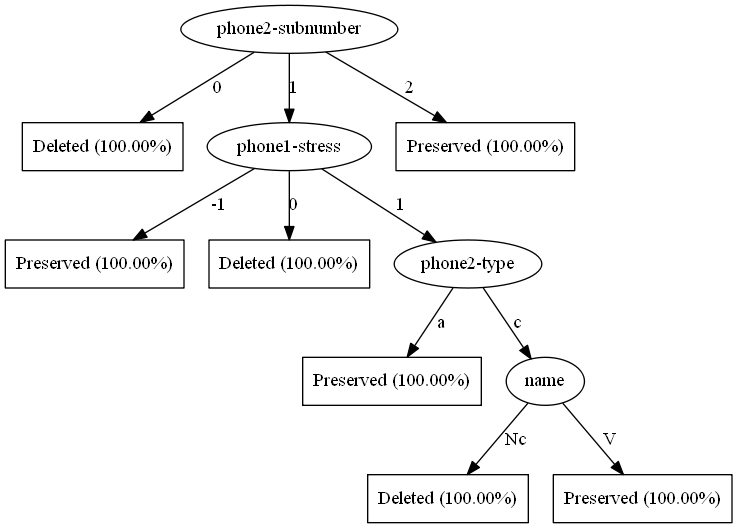 phone2-subnumber
0
1
2
Deleted (100.00%)
phone1-stress
Preserved (100.00%)
-1
0
1
Preserved (100.00%)
Deleted (100.00%)
phone2-type
a
c
Preserved (100.00%)
name
Nc
V
Deleted (100.00%)
Preserved (100.00%)